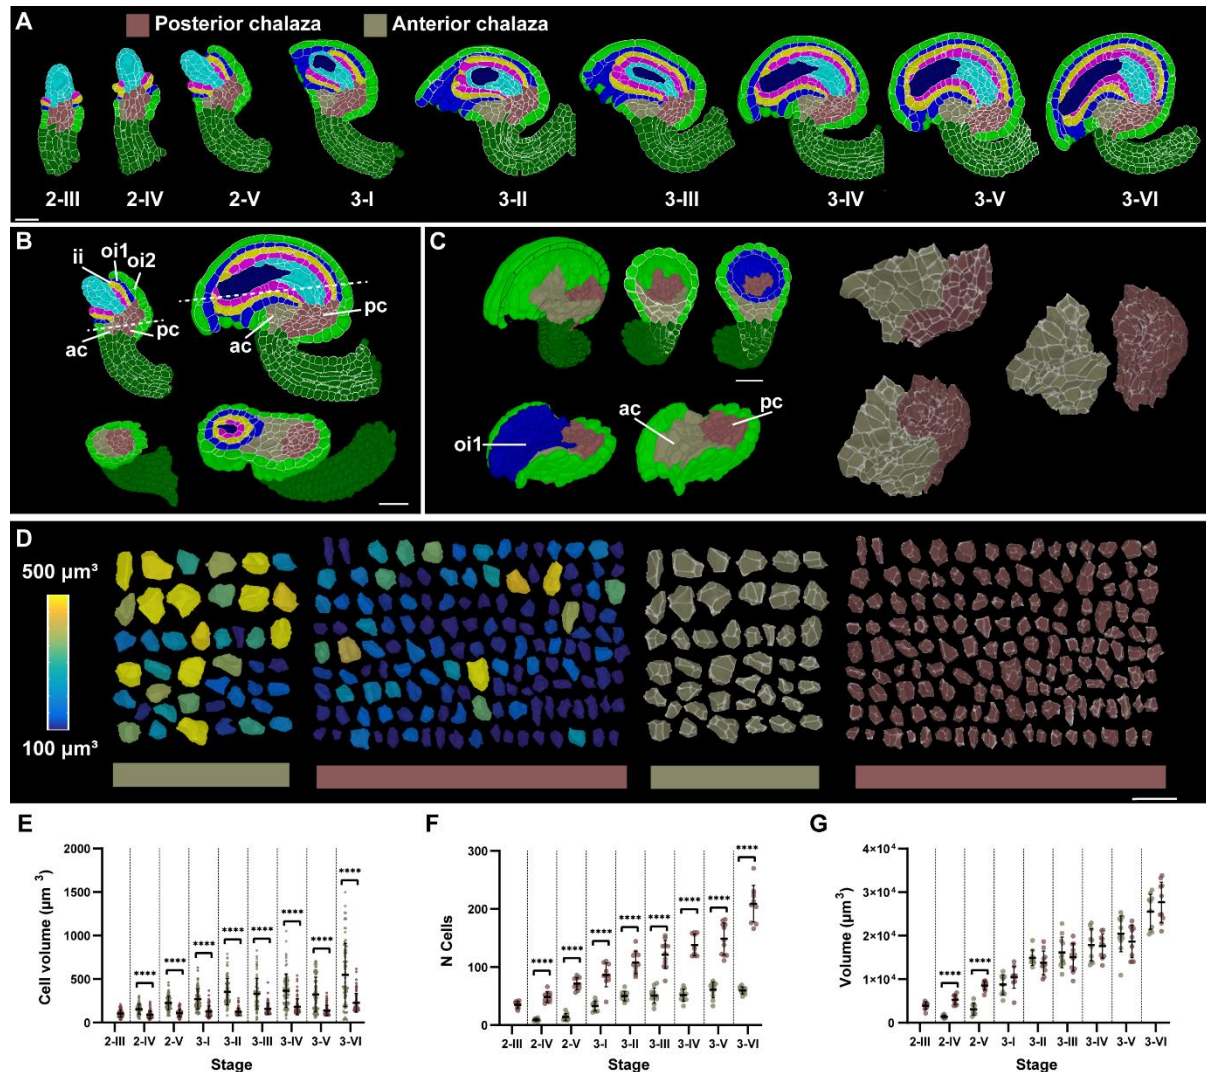 A
Posterior chalaza
Anterior chalaza
2-III 2-IV 2-V 3-I 3-II 3-III 3-IV 3-V 3-VI
B
ii
oi1
oi2
ac
pc
ac
pc
C
oi1
ac
pc
D
500 µm³
100 µm³
E
Cell volume (µm³)
2000
1500
1000
500
0
****
****
****
****
****
****
****
****
2-III 2-IV 2-V 3-I 3-II 3-III 3-IV 3-V 3-VI
Stage
F
N Cells
300
200
100
0
****
****
****
****
****
****
****
****
2-III 2-IV 2-V 3-I 3-II 3-III 3-IV 3-V 3-VI
Stage
G
Volume (µm³)
4×10⁴
3×10⁴
2×10⁴
1×10⁴
0
****
****
2-III 2-IV 2-V 3-I 3-II 3-III 3-IV 3-V 3-VI
Stage